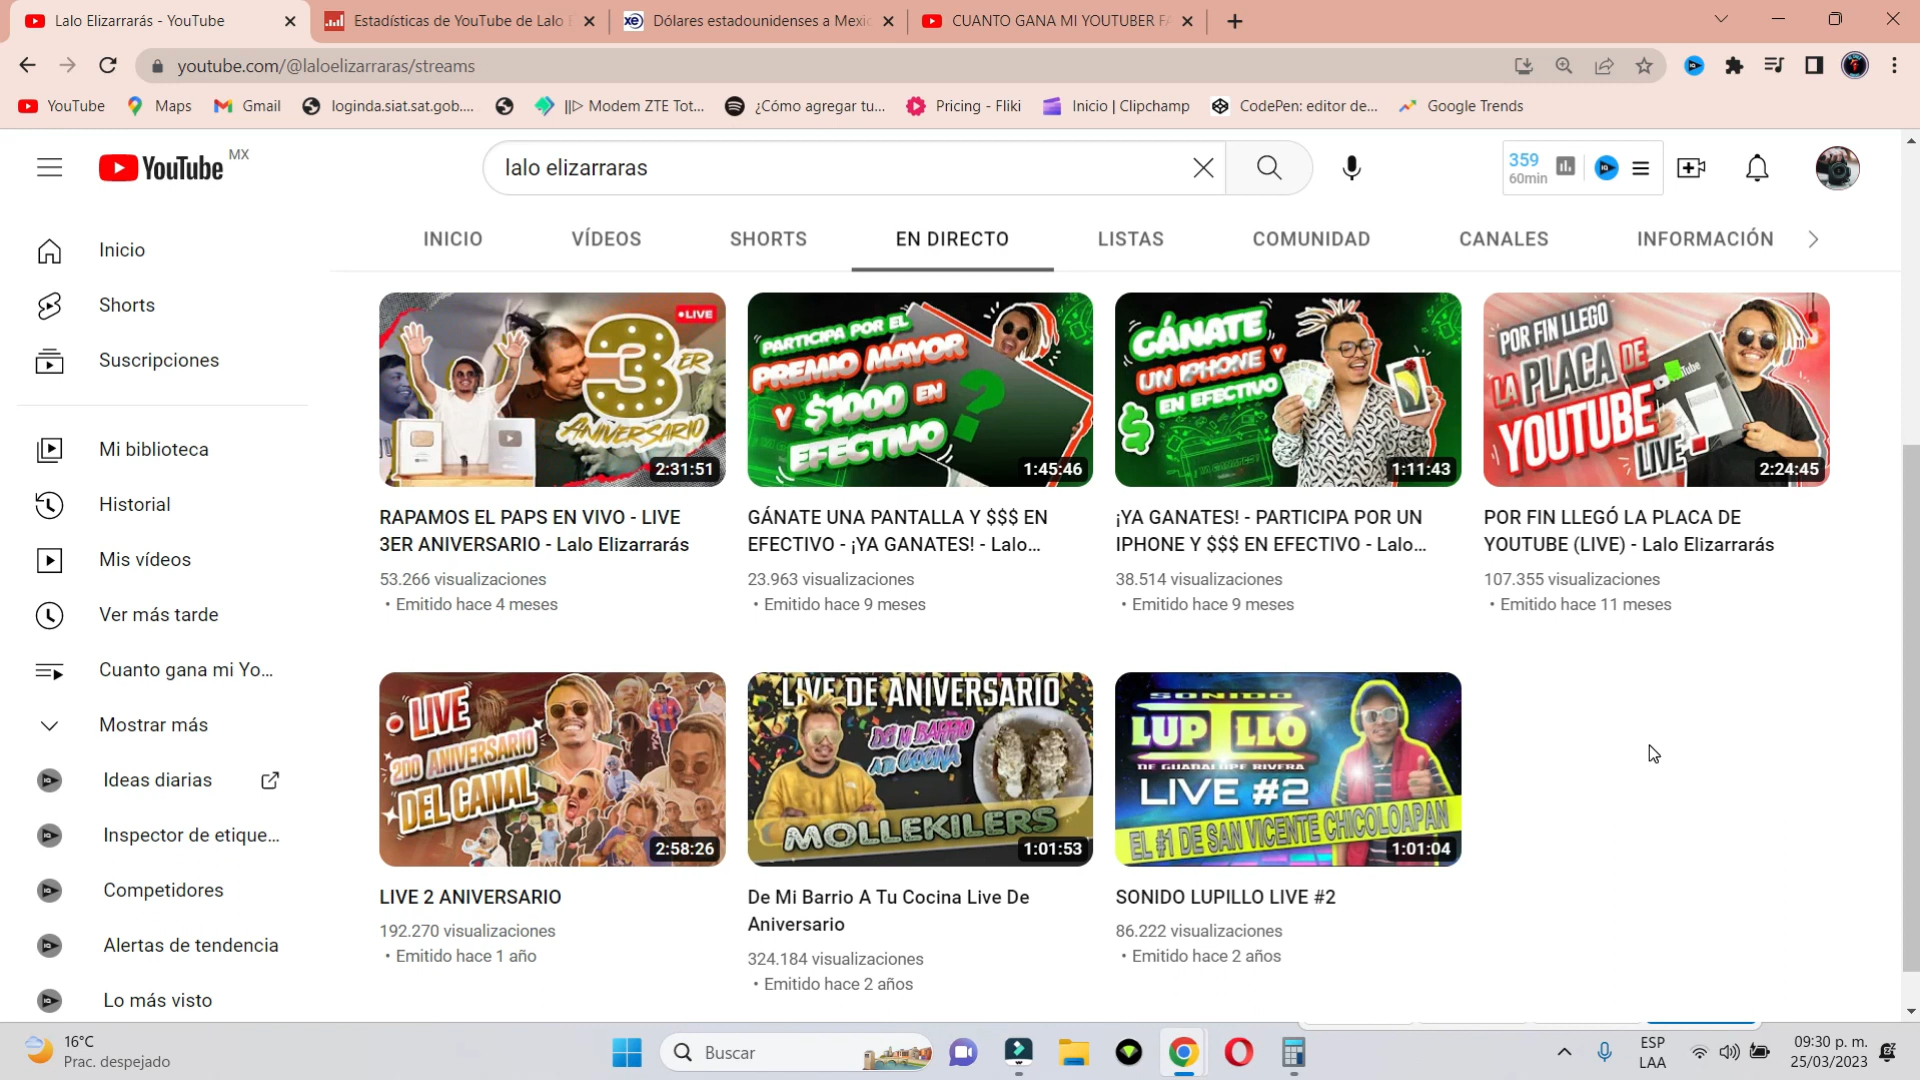 Lalo Elizarrarás - YouTube
Estadísticas de YouTube de Lalo
Dólares estadounidenses a Mexic
CUANTO GANA MI YOUTUBER FA
youtube.com/@laloelizarraras/streams
YouTube
Maps
Gmail
loginda.siat.sat.gob....
||▷ Modem ZTE Tot...
¿Cómo agregar tu...
Pricing - Fliki
Inicio | Clipchamp
CodePen: editor de...
Google Trends
YouTube MX
lalo elizarraras
359
60min
INICIO
VÍDEOS
SHORTS
EN DIRECTO
LISTAS
COMUNIDAD
CANALES
INFORMACIÓN
Inicio
Shorts
Suscripciones
Mi biblioteca
Historial
Mis vídeos
Ver más tarde
Cuanto gana mi Yo...
Mostrar más
Ideas diarias
Inspector de etique...
Competidores
Alertas de tendencia
Lo más visto
LIVE
3ER
ANIVERSARIO
2:31:51
RAPAMOS EL PAPS EN VIVO - LIVE
3ER ANIVERSARIO - Lalo Elizarrarás
53.266 visualizaciones
• Emitido hace 4 meses
PARTICIPA POR EL
PREMIO MAYOR
Y $1000 EN
EFECTIVO
?
1:45:46
GÁNATE UNA PANTALLA Y $$$ EN
EFECTIVO - ¡YA GANATES! - Lalo...
23.963 visualizaciones
• Emitido hace 9 meses
GÁNATE
UN IPHONE Y
$ EN EFECTIVO
1:11:43
¡YA GANATES! - PARTICIPA POR UN
IPHONE Y $$$ EN EFECTIVO - Lalo...
38.514 visualizaciones
• Emitido hace 9 meses
POR FIN LLEGO
LA PLACA DE
YOUTUBE
LIVE
2:24:45
POR FIN LLEGÓ LA PLACA DE
YOUTUBE (LIVE) - Lalo Elizarrarás
107.355 visualizaciones
• Emitido hace 11 meses
LIVE
2DO ANIVERSARIO
DEL CANAL
2:58:26
LIVE 2 ANIVERSARIO
192.270 visualizaciones
• Emitido hace 1 año
LIVE DE ANIVERSARIO
DE MI BARRIO
A TU COCINA
MOLLEKILERS
1:01:53
De Mi Barrio A Tu Cocina Live De
Aniversario
324.184 visualizaciones
• Emitido hace 2 años
SONIDO
LUPILLO
DE GUADALUPE RIVERA
LIVE #2
EL #1 DE SAN VICENTE CHICOLOAPAN
1:01:04
SONIDO LUPILLO LIVE #2
86.222 visualizaciones
• Emitido hace 2 años
16°C
Prac. despejado
Buscar
ESP
LAA
09:30 p. m.
25/03/2023